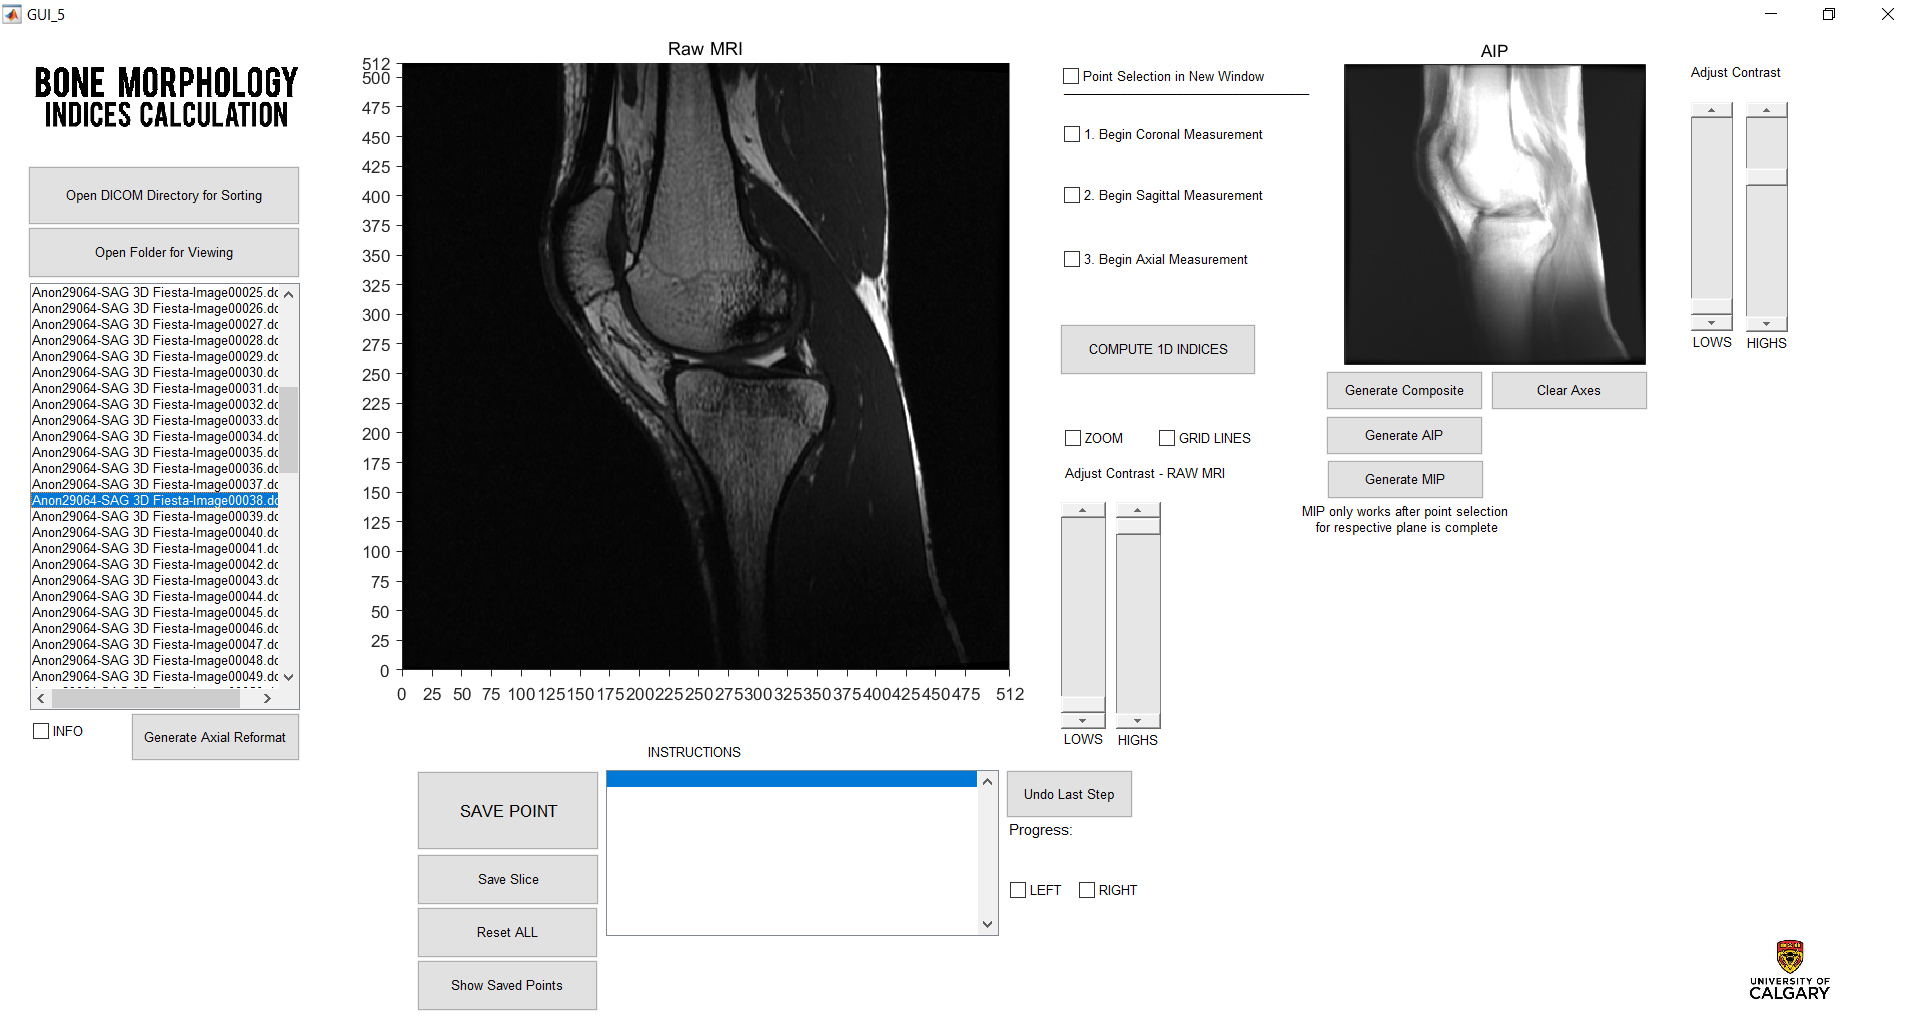 GUI_5
BONE MORPHOLOGY
INDICES CALCULATION
Open DICOM Directory for Sorting
Open Folder for Viewing
Anon29064-SAG 3D Fiesta-Image00025.dc
Anon29064-SAG 3D Fiesta-Image00026.dc
Anon29064-SAG 3D Fiesta-Image00027.dc
Anon29064-SAG 3D Fiesta-Image00028.dc
Anon29064-SAG 3D Fiesta-Image00029.dc
Anon29064-SAG 3D Fiesta-Image00030.dc
Anon29064-SAG 3D Fiesta-Image00031.dc
Anon29064-SAG 3D Fiesta-Image00032.dc
Anon29064-SAG 3D Fiesta-Image00033.dc
Anon29064-SAG 3D Fiesta-Image00034.dc
Anon29064-SAG 3D Fiesta-Image00035.dc
Anon29064-SAG 3D Fiesta-Image00036.dc
Anon29064-SAG 3D Fiesta-Image00037.dc
Anon29064-SAG 3D Fiesta-Image00038.dc
Anon29064-SAG 3D Fiesta-Image00039.dc
Anon29064-SAG 3D Fiesta-Image00040.dc
Anon29064-SAG 3D Fiesta-Image00041.dc
Anon29064-SAG 3D Fiesta-Image00042.dc
Anon29064-SAG 3D Fiesta-Image00043.dc
Anon29064-SAG 3D Fiesta-Image00044.dc
Anon29064-SAG 3D Fiesta-Image00045.dc
Anon29064-SAG 3D Fiesta-Image00046.dc
Anon29064-SAG 3D Fiesta-Image00047.dc
Anon29064-SAG 3D Fiesta-Image00048.dc
Anon29064-SAG 3D Fiesta-Image00049.dc
INFO
Generate Axial Reformat
Raw MRI
512
500
475
450
425
400
375
350
325
300
275
250
225
200
175
150
125
100
75
50
25
0
0 25 50 75 100 125 150 175 200 225 250 275 300 325 350 375 400 425 450 475 512
INSTRUCTIONS
SAVE POINT
Save Slice
Reset ALL
Show Saved Points
Undo Last Step
Progress:
LEFT RIGHT
Point Selection in New Window
1. Begin Coronal Measurement
2. Begin Sagittal Measurement
3. Begin Axial Measurement
COMPUTE 1D INDICES
ZOOM GRID LINES
Adjust Contrast - RAW MRI
LOWS HIGHS
AIP
Adjust Contrast
LOWS HIGHS
Generate Composite
Clear Axes
Generate AIP
Generate MIP
MIP only works after point selection
for respective plane is complete
UNIVERSITY OF
CALGARY